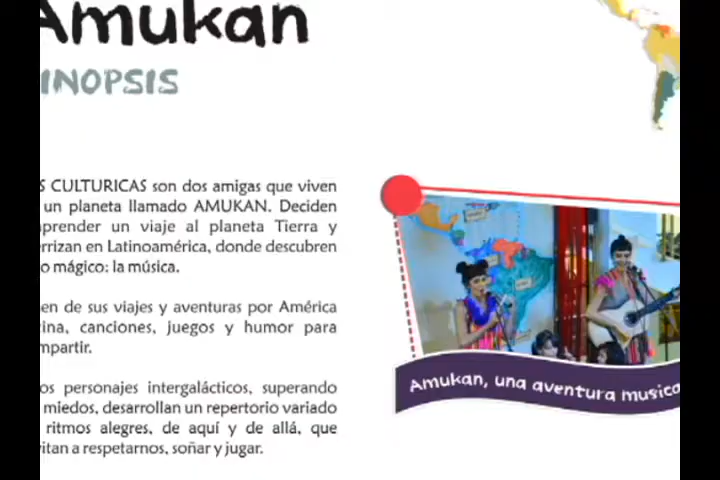 Amukan
INOPSIS
S CULTURICAS son dos amigas que viven
un planeta llamado AMUKAN. Deciden
prender un viaje al planeta Tierra y
errizan en Latinoamérica, donde descubren
o mágico: la música.
en de sus viajes y aventuras por América
ina, canciones, juegos y humor para
mpartir.
os personajes intergalácticos, superando
miedos, desarrollan un repertorio variado
ritmos alegres, de aquí y de allá, que
itan a respetarnos, soñar y jugar.
Amukan, una aventura musica